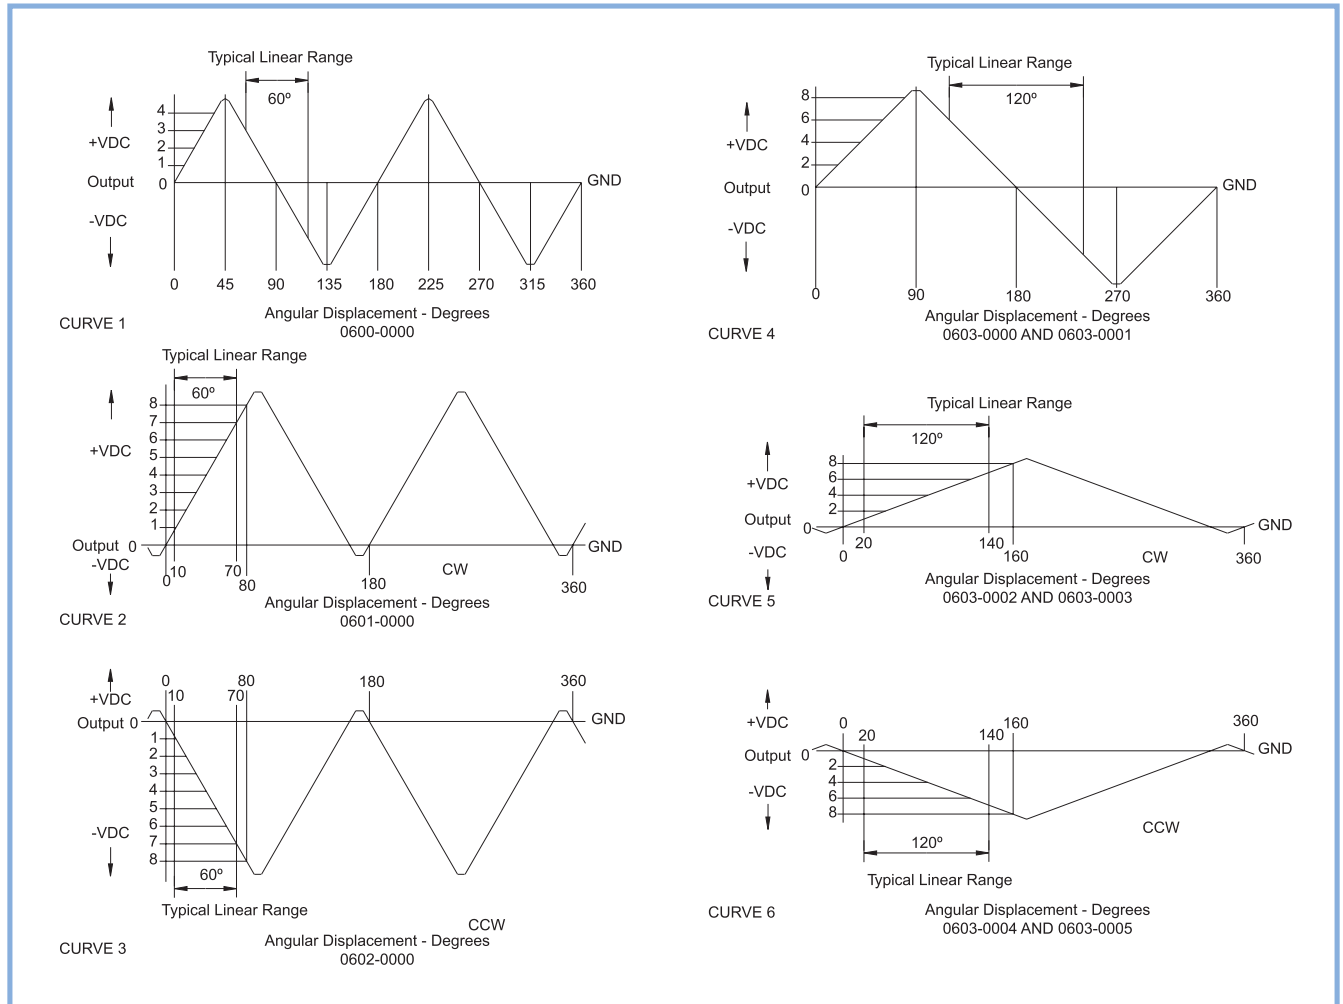 Typical Linear Range
60º
4
3
+VDC
2
1
Output 0 GND
-VDC
0 45 90 135 180 225 270 315 360
Angular Displacement - Degrees
CURVE 1
0600-0000
Typical Linear Range
60º
8
7
6
+VDC
5
4
3
2
1
Output 0 GND
-VDC
0 10 70 80 180 CW 360
Angular Displacement - Degrees
CURVE 2
0601-0000
0 80 180 360
10 70
+VDC
Output 0 GND
1
2
3
4
5
6
-VDC
7
8
60º
Typical Linear Range
CCW
Angular Displacement - Degrees
CURVE 3
0602-0000
Typical Linear Range
120º
8
6
+VDC
4
2
Output 0 GND
-VDC
0 90 180 270 360
Angular Displacement - Degrees
CURVE 4
0603-0000 AND 0603-0001
Typical Linear Range
120º
8
6
+VDC
4
2
Output 0 GND
-VDC
0 20 140 160 CW 360
Angular Displacement - Degrees
CURVE 5
0603-0002 AND 0603-0003
+VDC
0 160 360
20 140
Output 0 GND
2
4
-VDC
6
8
CCW
120º
Typical Linear Range
CURVE 6
Angular Displacement - Degrees
0603-0004 AND 0603-0005